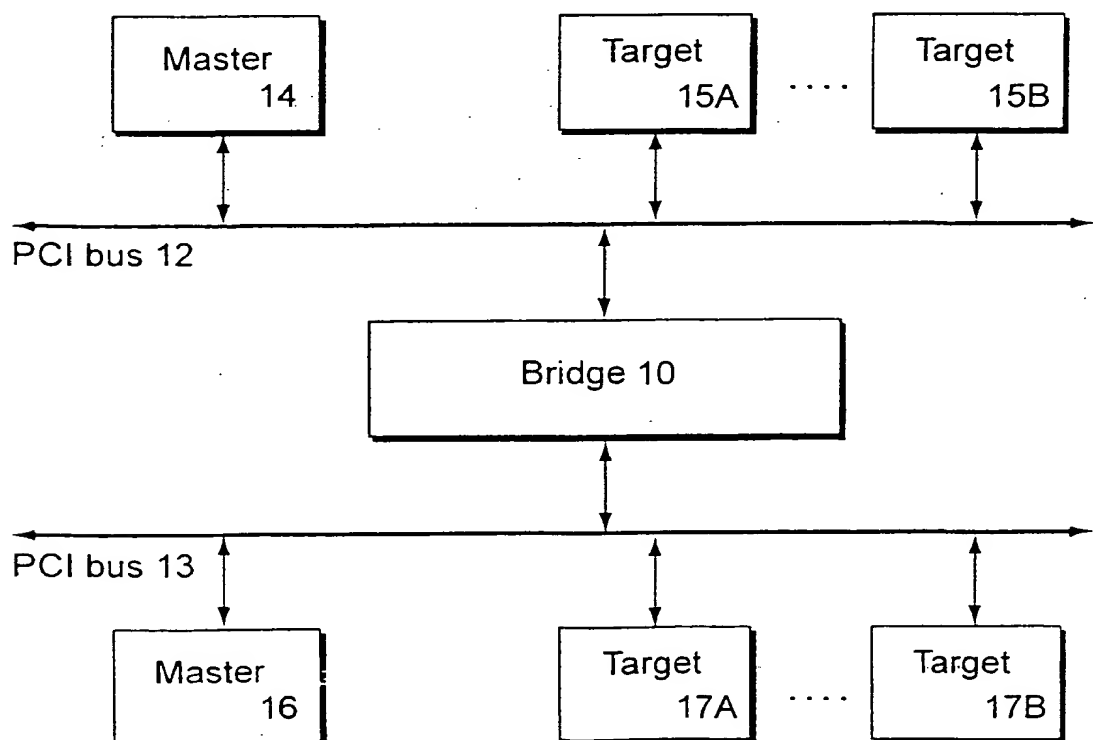 Master
14
Target
15A
....
Target
15B
PCI bus 12
Bridge 10
PCI bus 13
Master
16
Target
17A
....
Target
17B